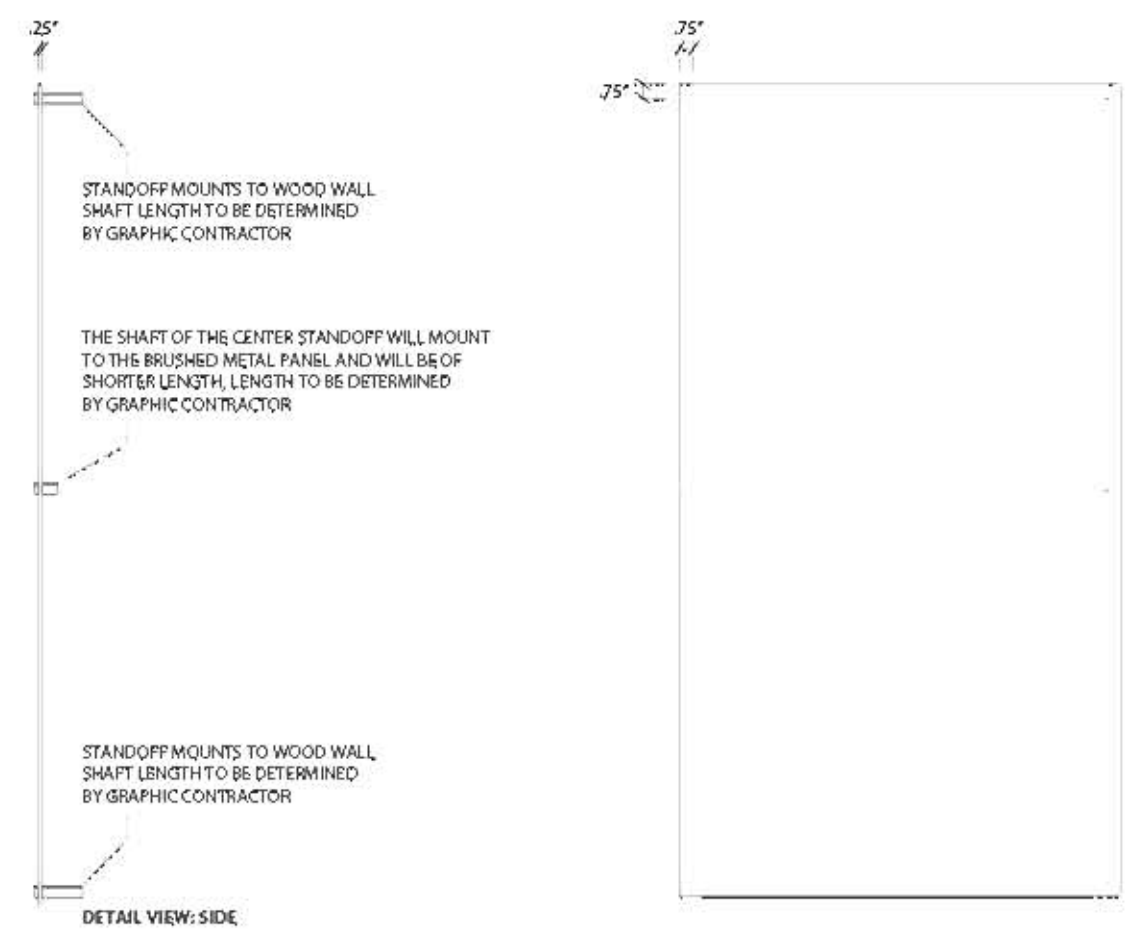 .25"
.75"
.75"
STANDOFF MOUNTS TO WOOD WALL
SHAFT LENGTH TO BE DETERMINED
BY GRAPHIC CONTRACTOR
THE SHAFT OF THE CENTER STANDOFF WILL MOUNT
TO THE BRUSHED METAL PANEL AND WILL BE OF
SHORTER LENGTH, LENGTH TO BE DETERMINED
BY GRAPHIC CONTRACTOR
STANDOFF MOUNTS TO WOOD WALL
SHAFT LENGTH TO BE DETERMINED
BY GRAPHIC CONTRACTOR
DETAIL VIEW: SIDE